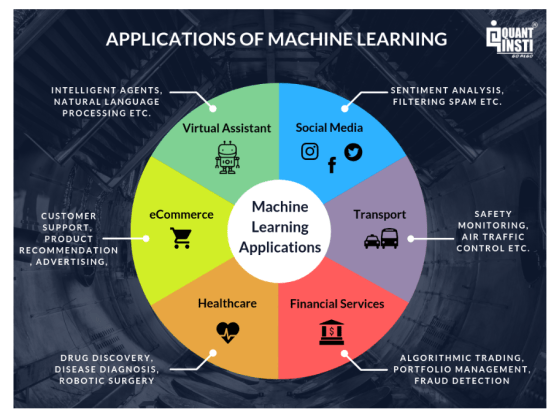 APPLICATIONS OF MACHINE LEARNING
QUANT
INSTI
INTELLIGENT AGENTS,
NATURAL LANGUAGE
PROCESSING ETC.
SENTIMENT ANALYSIS,
FILTERING SPAM ETC.
Virtual Assistant
Social Media
eCommerce
Machine
Learning
Applications
Transport
CUSTOMER
SUPPORT,
PRODUCT
RECOMMENDATION
, ADVERTISING,
SAFETY
MONITORING,
AIR TRAFFIC
CONTROL ETC.
Healthcare
Financial Services
$
DRUG DISCOVERY,
DISEASE DIAGNOSIS,
ROBOTIC SURGERY
ALGORITHMIC TRADING,
PORTFOLIO MANAGEMENT,
FRAUD DETECTION